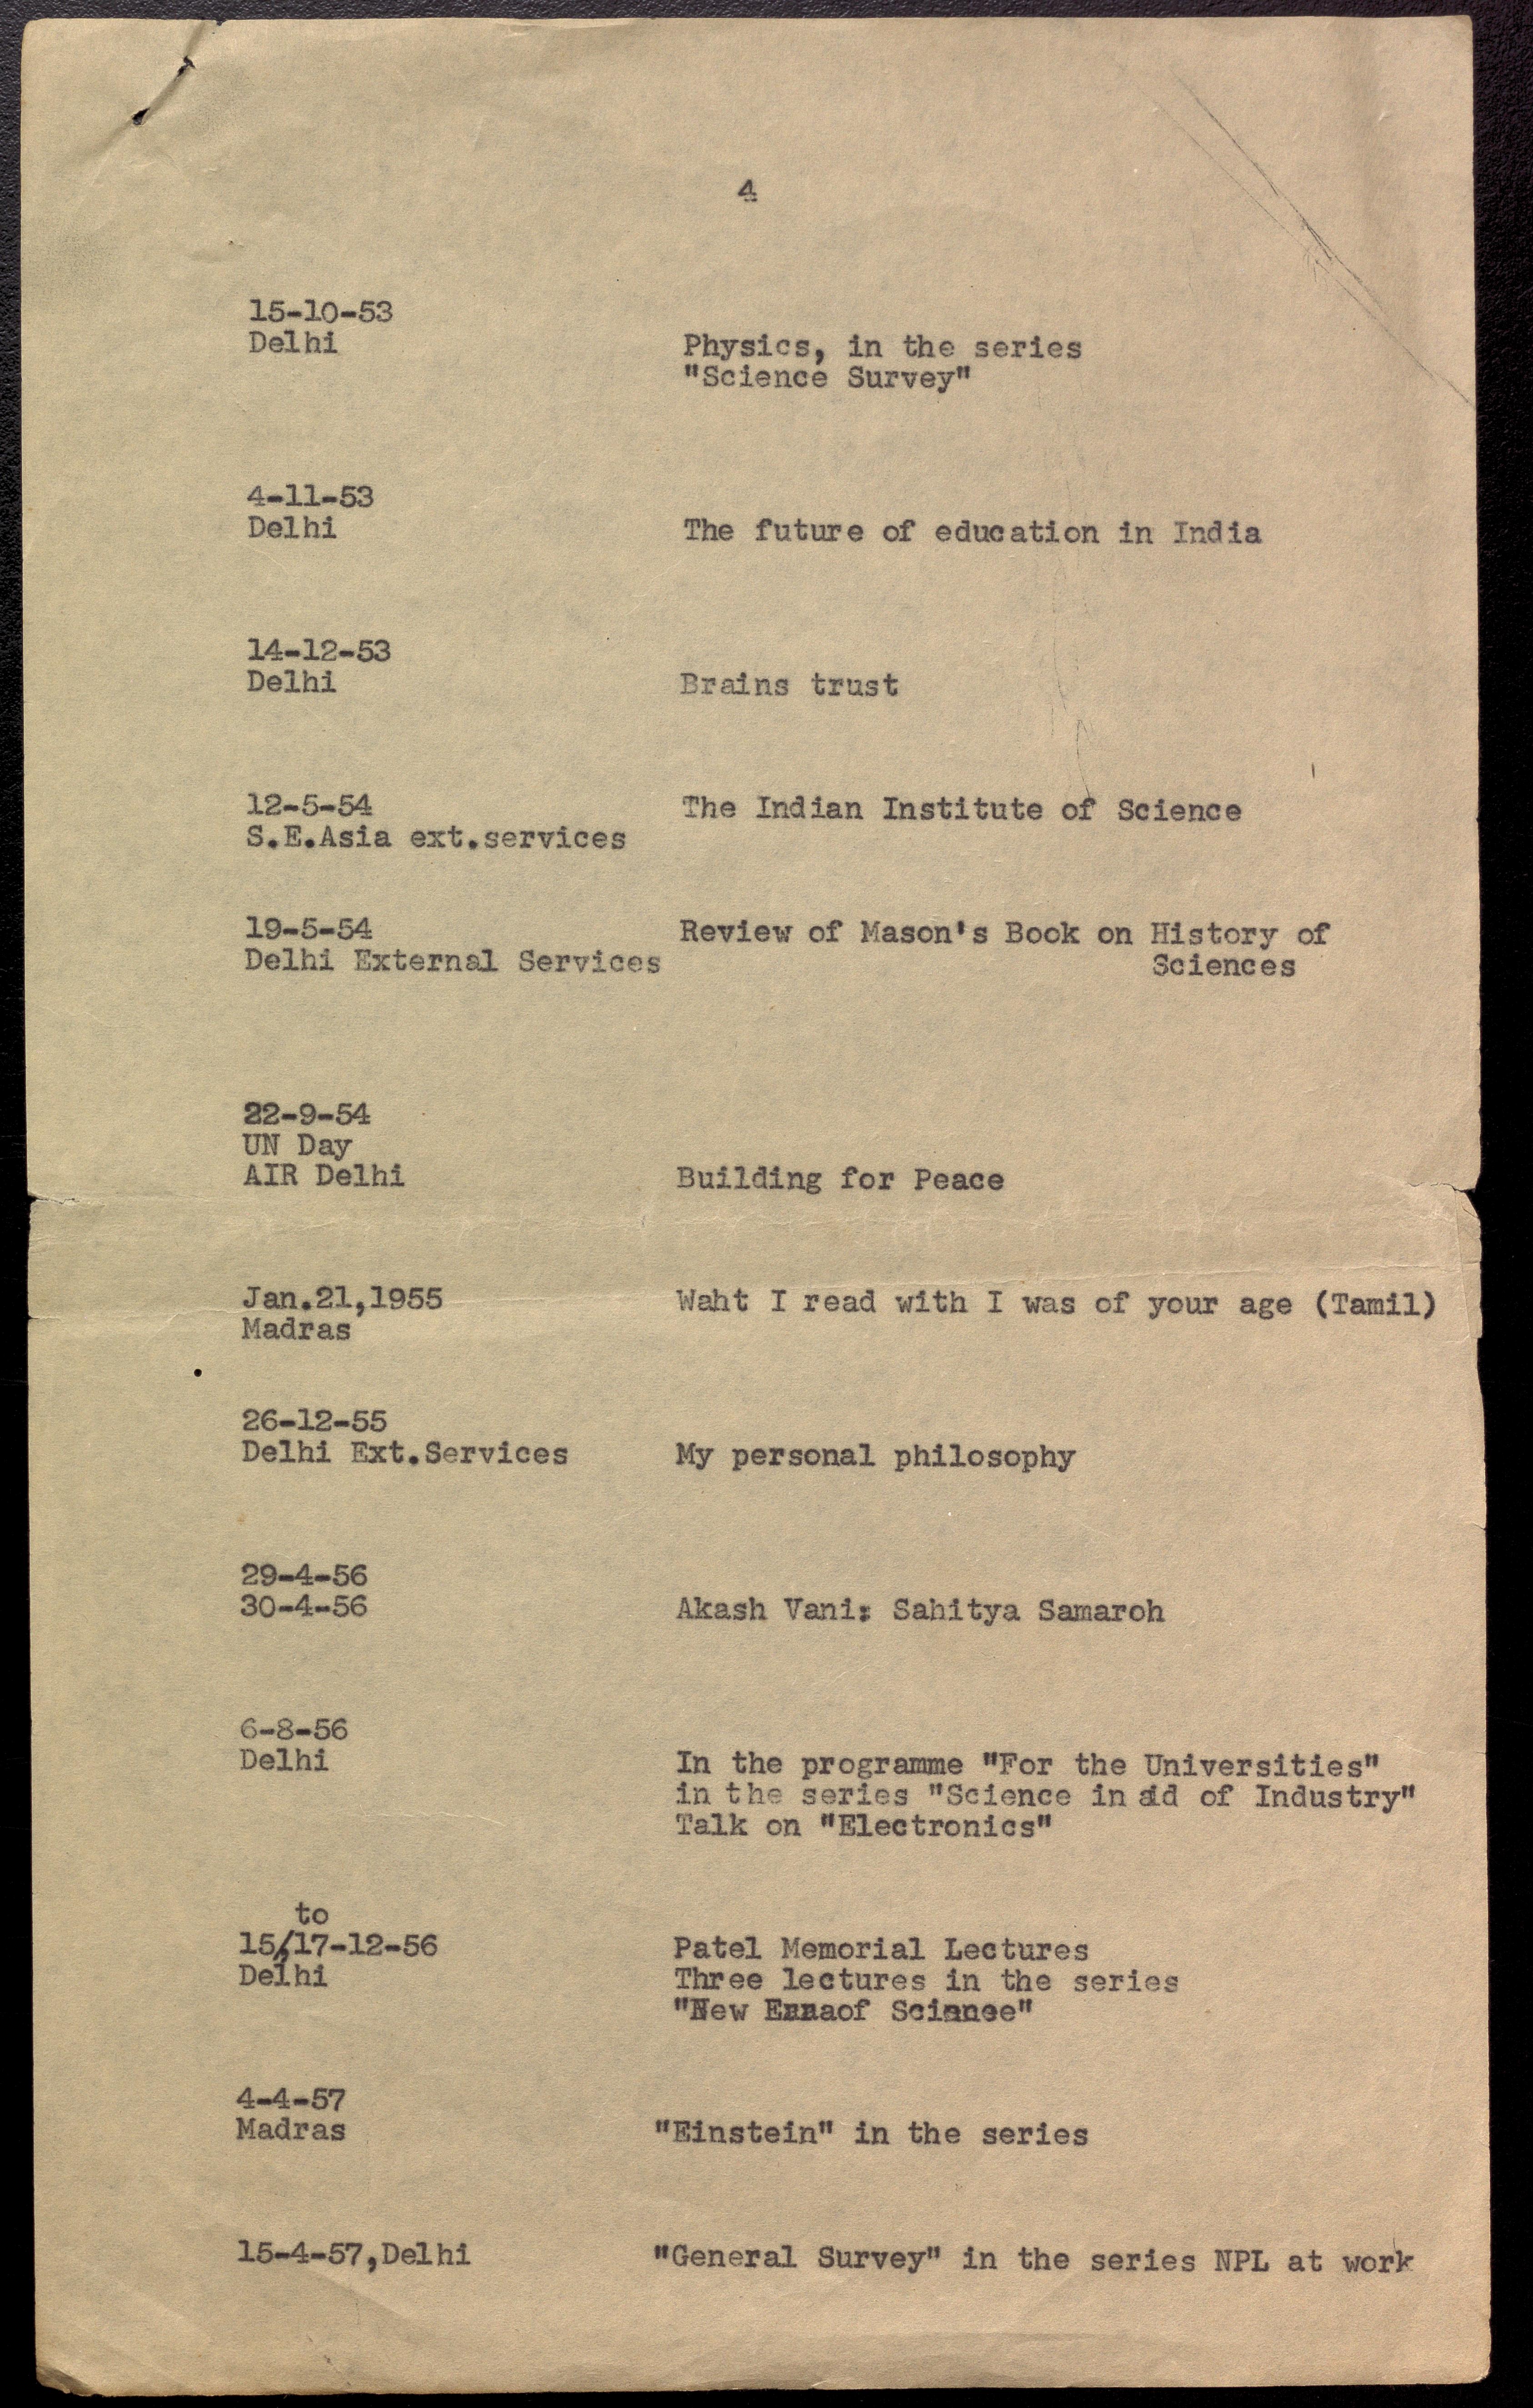 4
15-10-53
Delhi
Physics, in the series
"Science Survey"
4-11-53
Delhi
The future of education in India
14-12-53
Delhi
Brains trust
12-5-54
The Indian Institute of Science
S.E.Asia ext.services
19-5-54
Review of Mason's Book on History of
Delhi External Services
Sciences
22-9-54
UN Day
AIR Delhi
Building for Peace
Jan.21,1955
Waht I read with I was of your age (Tamil)
Madras
26-12-55
Delhi Ext.Services
My personal philosophy
29-4-56
30-4-56
Akash Vani: Sahitya Samaroh
6-8-56
Delhi
In the programme "For the Universities"
in the series "Science in aid of Industry"
Talk on "Electronics"
to
15/17-12-56
Patel Memorial Lectures
Delhi
Three lectures in the series
"New of
4-4-57
Madras
"Einstein" in the series
15-4-57,Delhi
"General Survey" in the series NPL at work